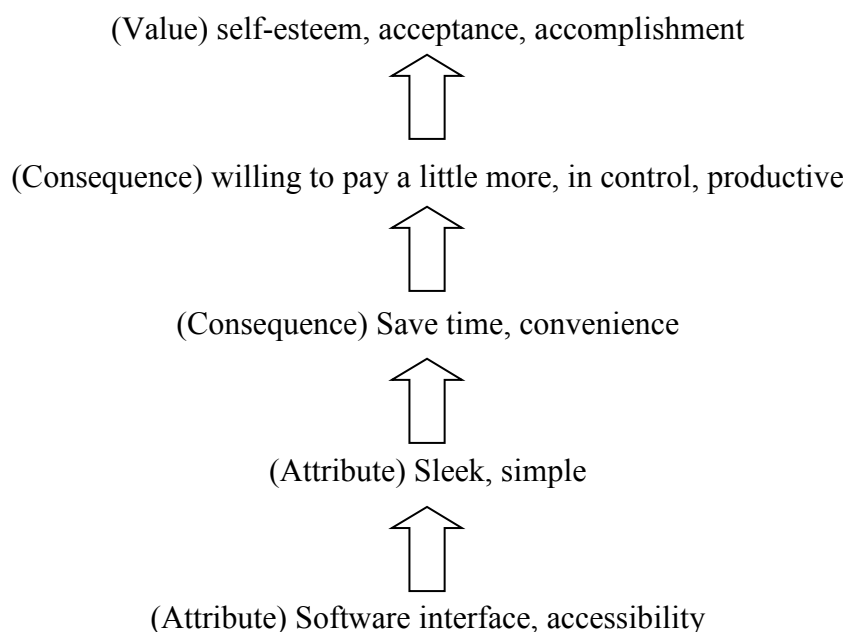 (Value) self-esteem, acceptance, accomplishment
(Consequence) willing to pay a little more, in control, productive
(Consequence) Save time, convenience
(Attribute) Sleek, simple
(Attribute) Software interface, accessibility